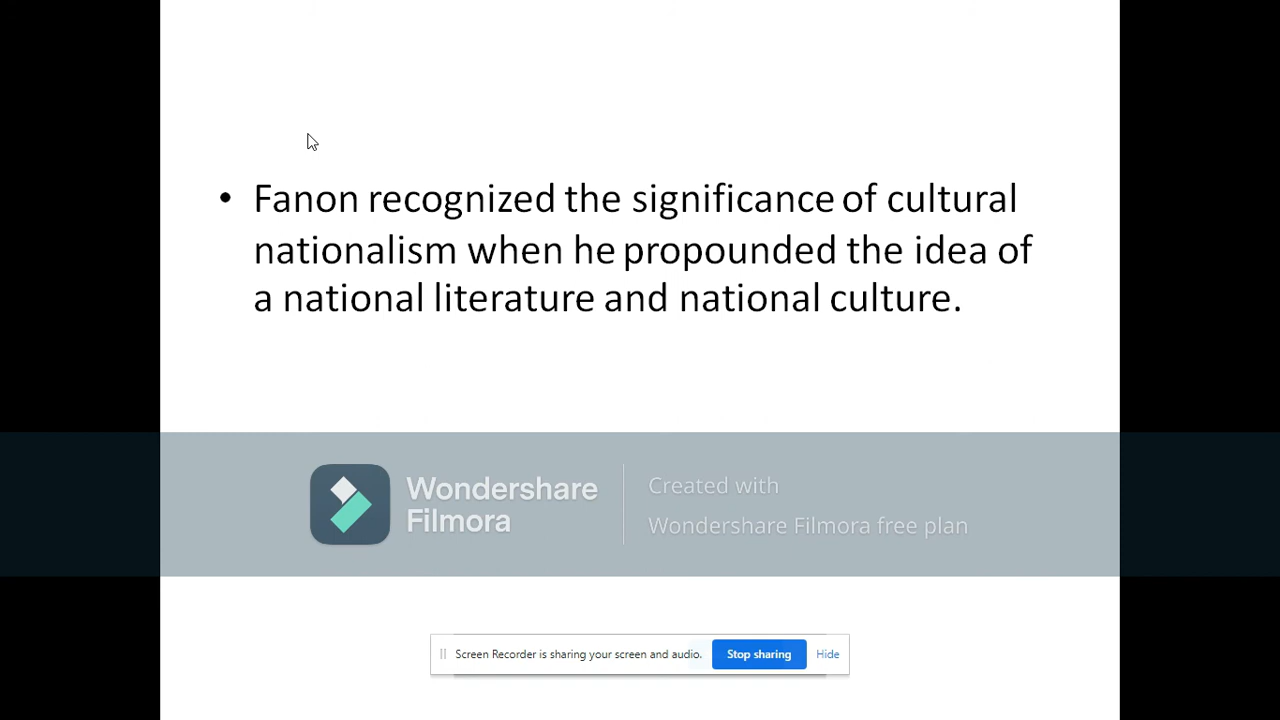 • Fanon recognized the significance of cultural
nationalism when he propounded the idea of
a national literature and national culture.
Wondershare
Filmora
Created with
Wondershare Filmora free plan
Screen Recorder is sharing your screen and audio. Stop sharing Hide